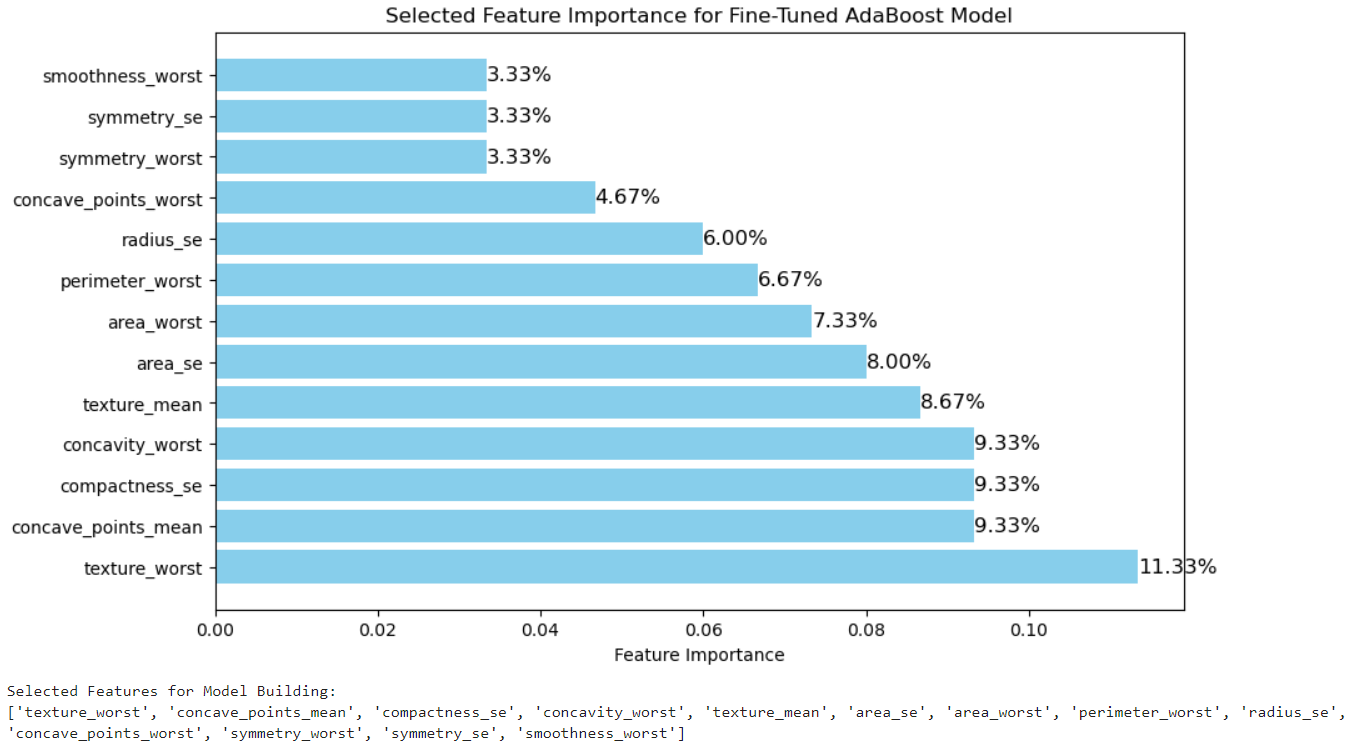 Selected Feature Importance for Fine-Tuned AdaBoost Model
smoothness_worst 3.33%
symmetry_se 3.33%
symmetry_worst 3.33%
concave_points_worst 4.67%
radius_se 6.00%
perimeter_worst 6.67%
area_worst 7.33%
area_se 8.00%
texture_mean 8.67%
concavity_worst 9.33%
compactness_se 9.33%
concave_points_mean 9.33%
texture_worst 11.33%
0.00 0.02 0.04 0.06 0.08 0.10
Feature Importance
Selected Features for Model Building:
['texture_worst', 'concave_points_mean', 'compactness_se', 'concavity_worst', 'texture_mean', 'area_se', 'area_worst', 'perimeter_worst', 'radius_se',
'concave_points_worst', 'symmetry_worst', 'symmetry_se', 'smoothness_worst']